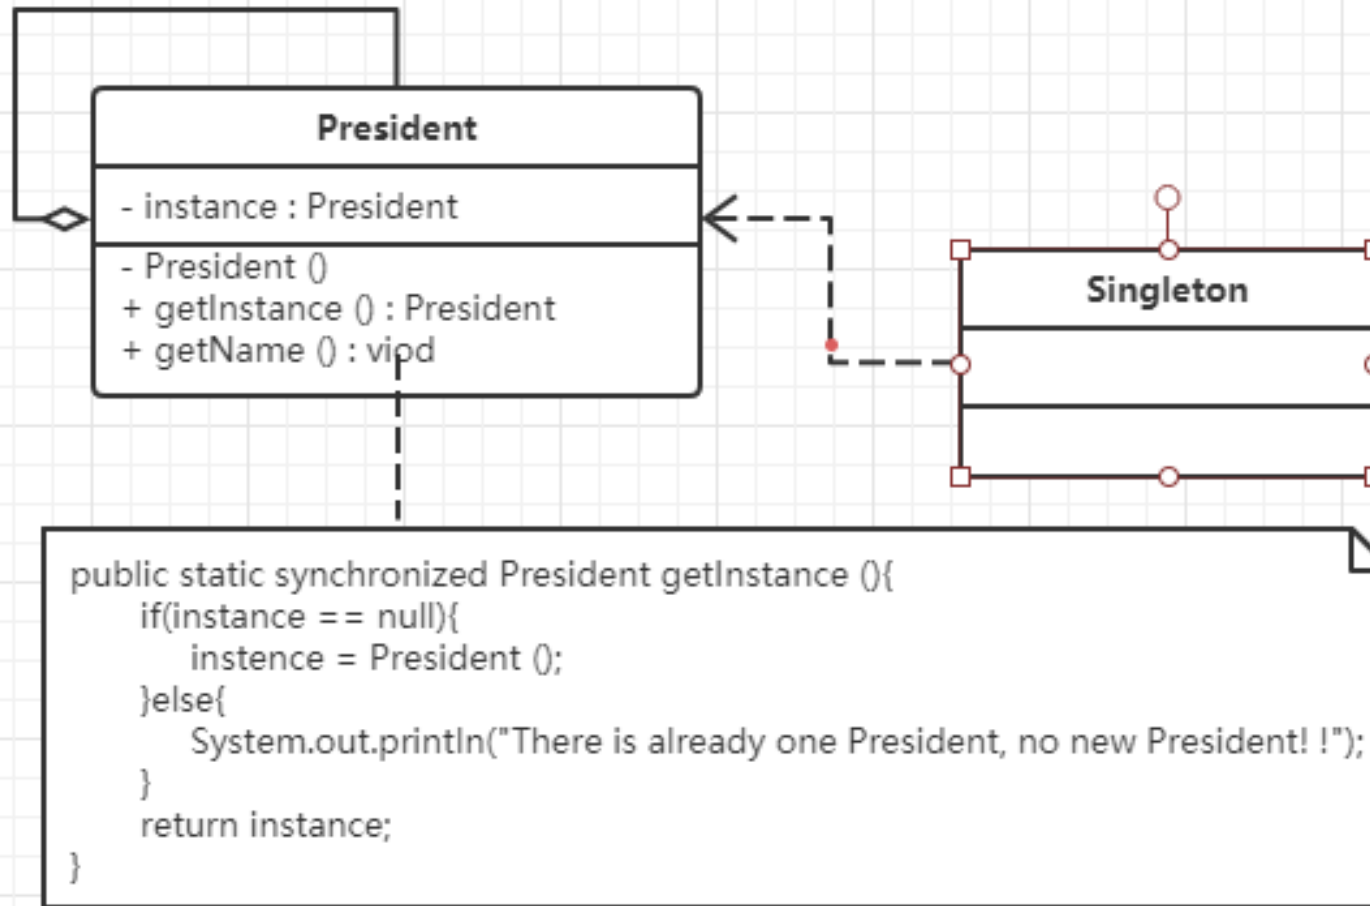 President
- instance : President
- President ()
+ getInstance () : President
+ getName () : viod
Singleton
public static synchronized President getInstance (){
if(instance == null){
instence = President ();
}else{
System.out.println("There is already one President, no new President! !");
}
return instance;
}